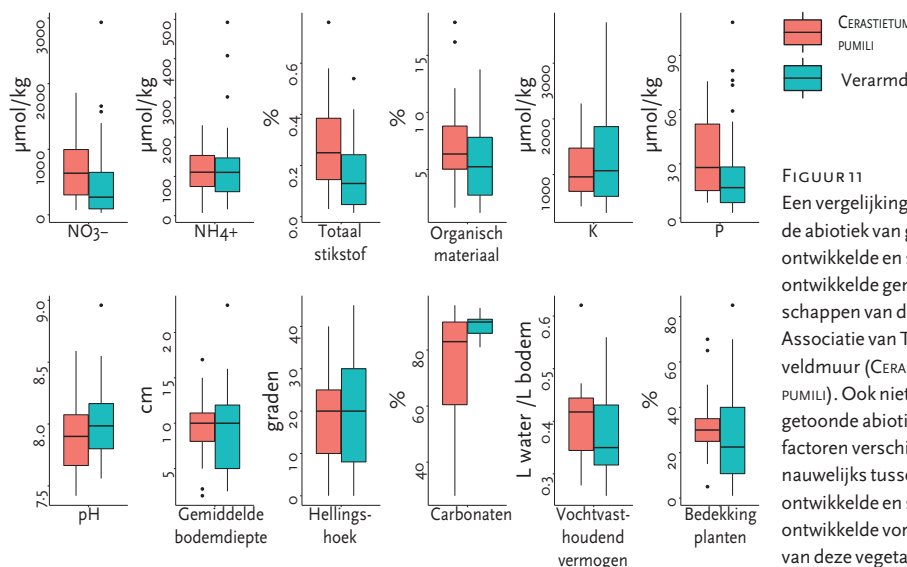 CERASTIETUM
PUMILI
Verarmd
µmol/kg
0 1000 2000 3000
NO3–
µmol/kg
0 100 200 300 400 500
NH4+
%
0.0 0.2 0.4 0.6
Totaal
stikstof
%
5 10 15
Organisch
materiaal
µmol/kg
1000 2000 3000
K
µmol/kg
0 30 60 90
P
7.5 8.0 8.5 9.0
pH
cm
5 10 15 20
Gemiddelde
bodemdiepte
graden
0 10 20 30 40
Hellings-
hoek
%
40 60 80
Carbonaten
L water /L bodem
0.3 0.4 0.5 0.6
Vochtvast-
houdend
vermogen
%
0 20 40 60 80
Bedekking
planten
FIGUUR 11
Een vergelijking
de abiotiek van g
ontwikkelde en s
ontwikkelde gem
schappen van d
Associatie van T
veldmuur (CERA
PUMILI). Ook niet
getoonde abioti
factoren verschi
nauwelijks tusse
ontwikkelde en s
ontwikkelde vor
van deze vegeta